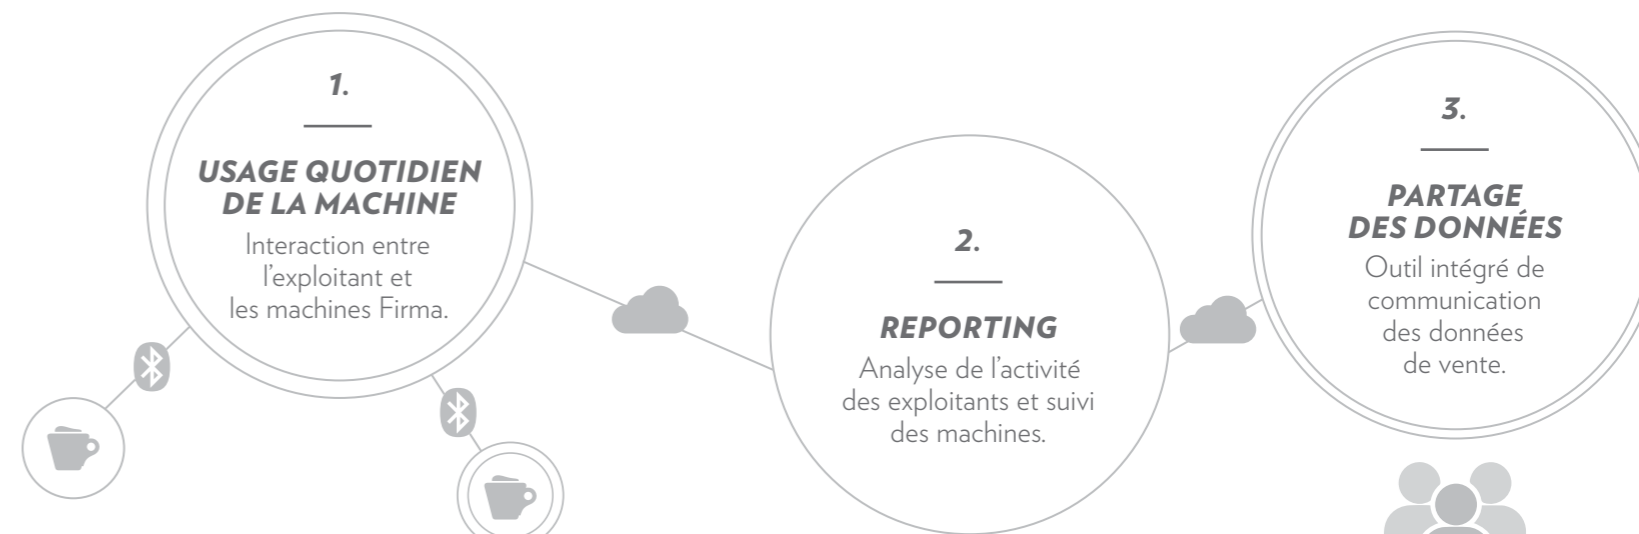 1.
USAGE QUOTIDIEN
DE LA MACHINE
Interaction entre
l'exploitant et
les machines Firma.
2.
REPORTING
Analyse de l'activité
des exploitants et suivi
des machines.
3.
PARTAGE
DES DONNÉES
Outil intégré de
communication
des données
de vente.